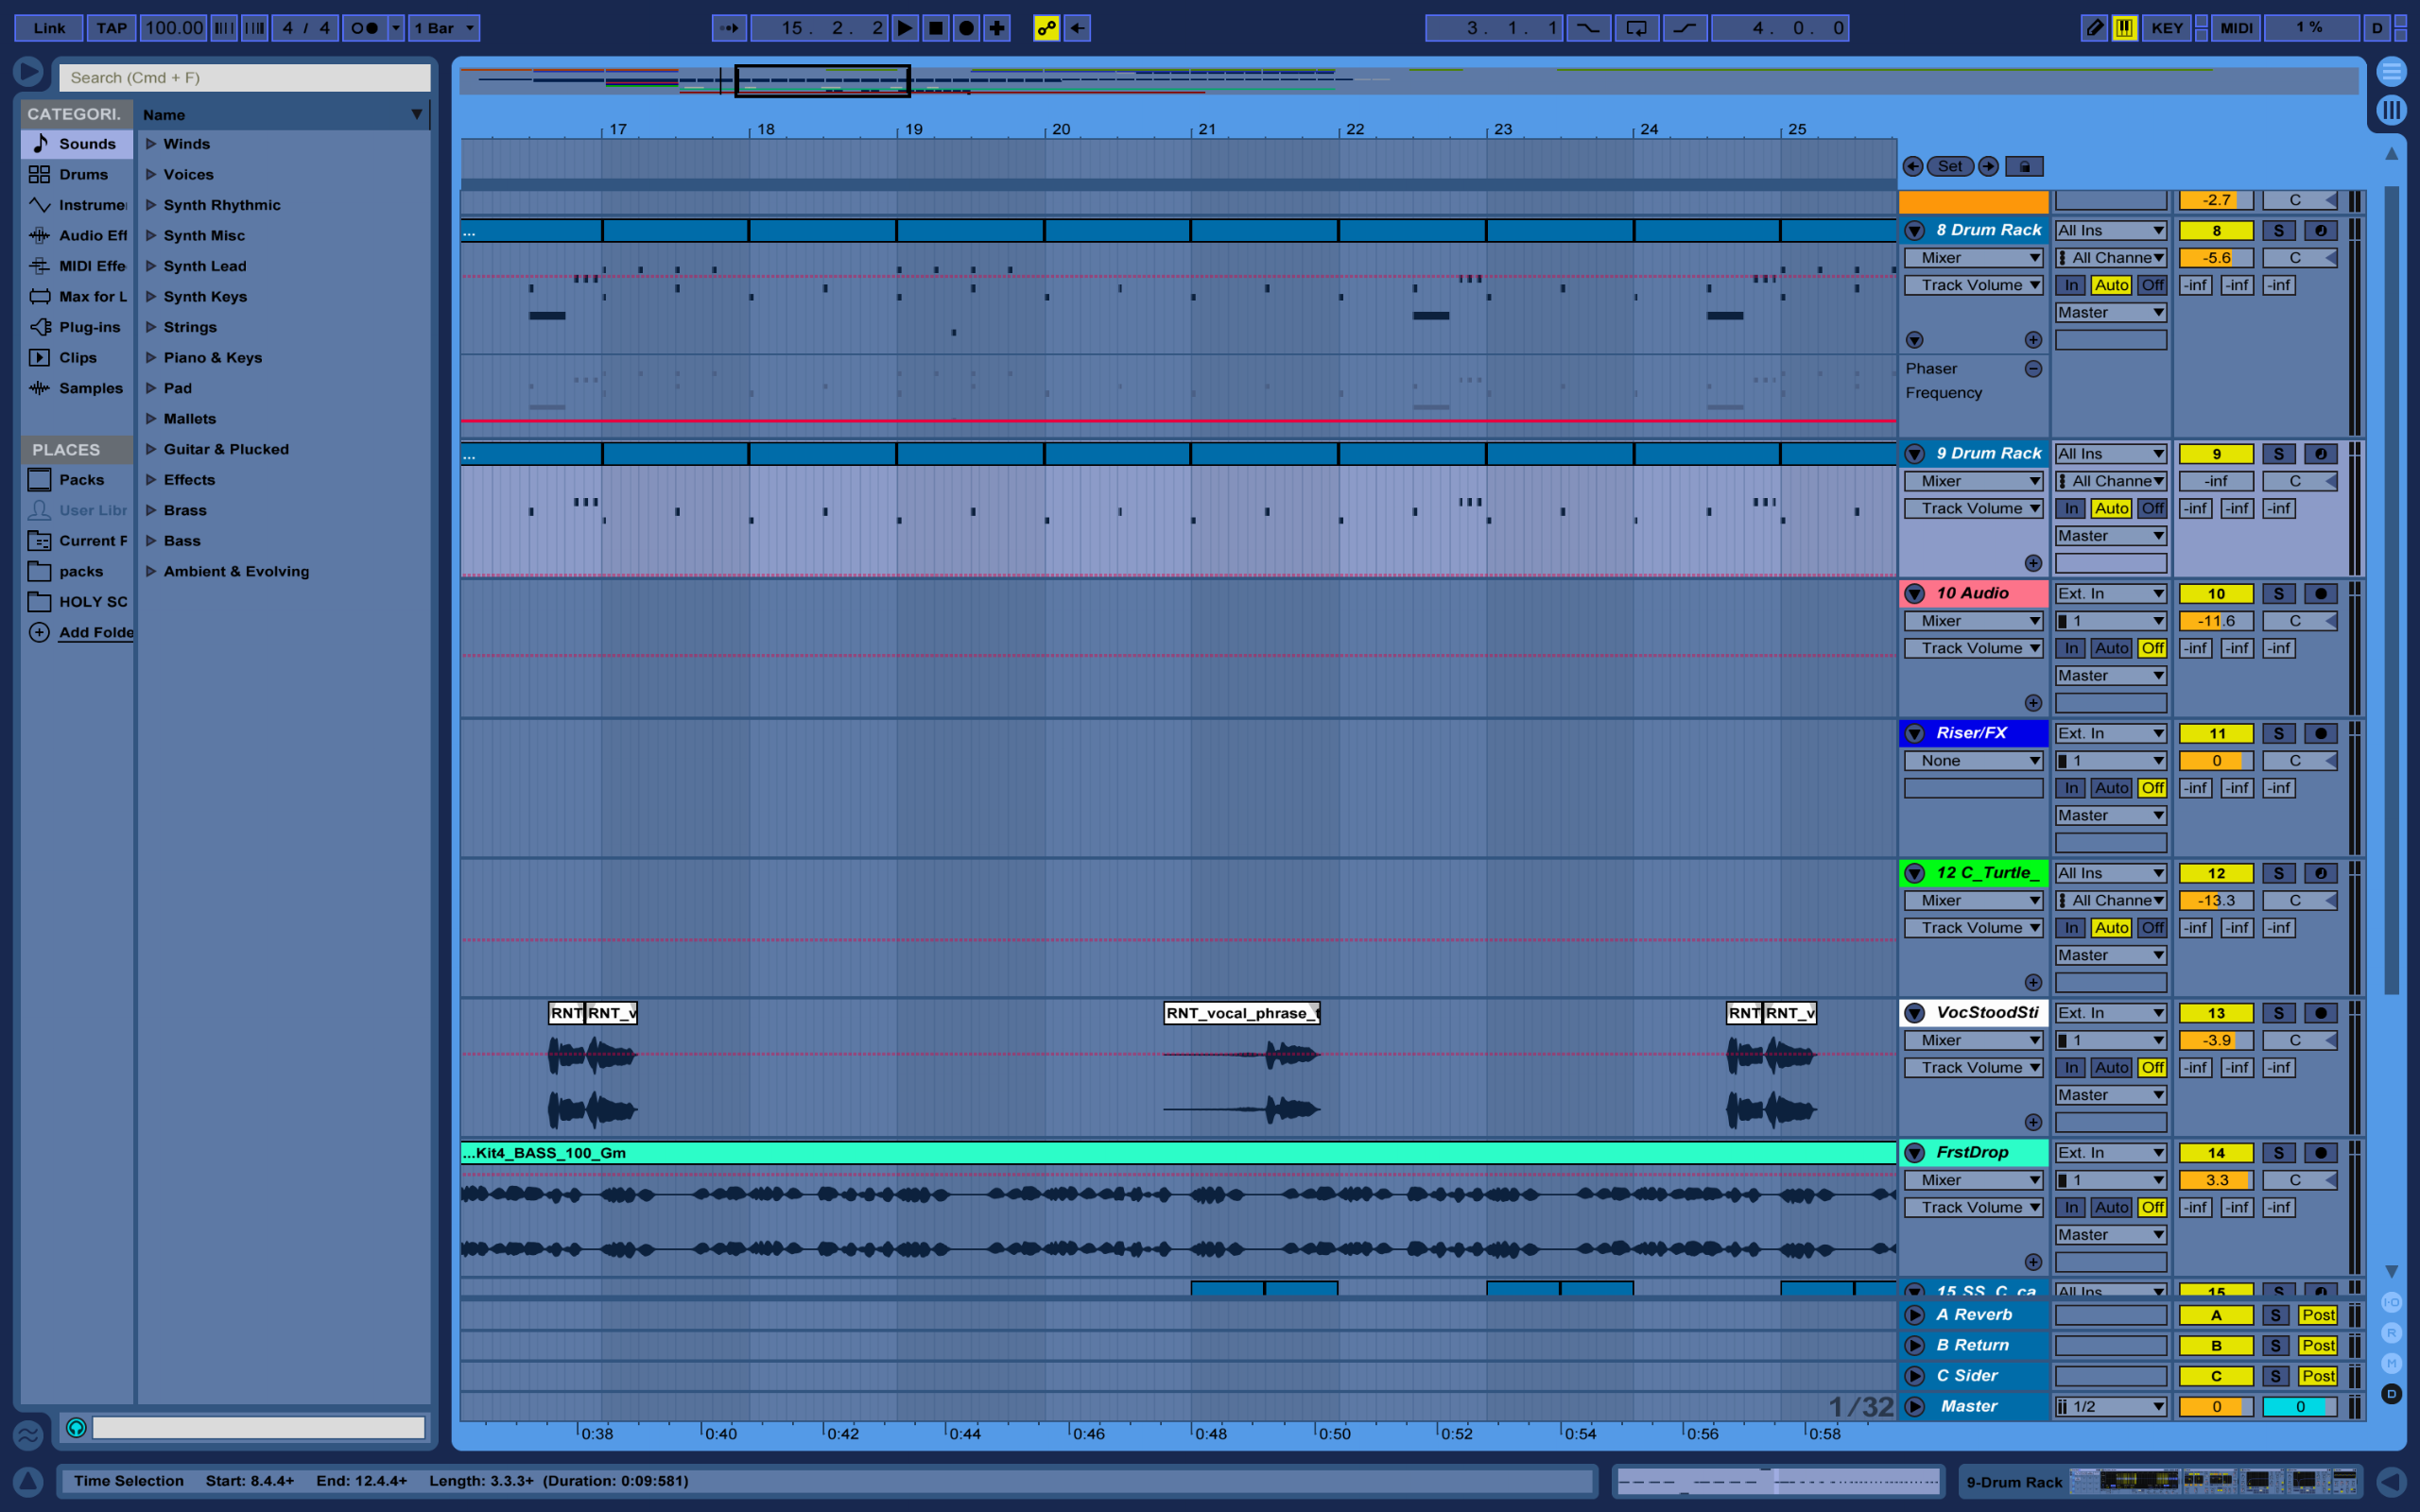 Link TAP 100.00 4 / 4 1 Bar 15. 2. 2 3. 1. 1 4. 0. 0 KEY MIDI 1 % D
Search (Cmd + F)
CATEGORI.
Sounds
Drums
Instrume
Audio Eff
MIDI Effe
Max for L
Plug-ins
Clips
Samples
PLACES
Packs
User Libr
Current F
packs
HOLY SC
Add Folde
Name
Winds
Voices
Synth Rhythmic
Synth Misc
Synth Lead
Synth Keys
Strings
Piano & Keys
Pad
Mallets
Guitar & Plucked
Effects
Brass
Bass
Ambient & Evolving
17 18 19 20 21 22 23 24 25
Set
-2.7 C
... 8 Drum Rack All Ins 8 S
Mixer All Channe -5.6 C
Track Volume In Auto Off -inf -inf -inf
Master
Phaser
Frequency
... 9 Drum Rack All Ins 9 S
Mixer All Channe -inf C
Track Volume In Auto Off -inf -inf -inf
Master
10 Audio Ext. In 10 S
Mixer 1 -11.6 C
Track Volume In Auto Off -inf -inf -inf
Master
Riser/FX Ext. In 11 S
None 1 0 C
In Auto Off -inf -inf -inf
Master
12 C_Turtle_ All Ins 12 S
Mixer All Channe -13.3 C
Track Volume In Auto Off -inf -inf -inf
Master
RNT RNT_v RNT_vocal_phrase_t RNT RNT_v VocStoodSti Ext. In 13 S
Mixer 1 -3.9 C
Track Volume In Auto Off -inf -inf -inf
Master
...Kit4_BASS_100_Gm FrstDrop Ext. In 14 S
Mixer 1 3.3 C
Track Volume In Auto Off -inf -inf -inf
Master
15 SS_C_ca All Ins 15 S
A Reverb A S Post
B Return B S Post
C Sider C S Post
1/32 Master 1/2 0 0
0:38 0:40 0:42 0:44 0:46 0:48 0:50 0:52 0:54 0:56 0:58
I-O
R
M
D
Time Selection Start: 8.4.4+ End: 12.4.4+ Length: 3.3.3+ (Duration: 0:09:581) 9-Drum Rack